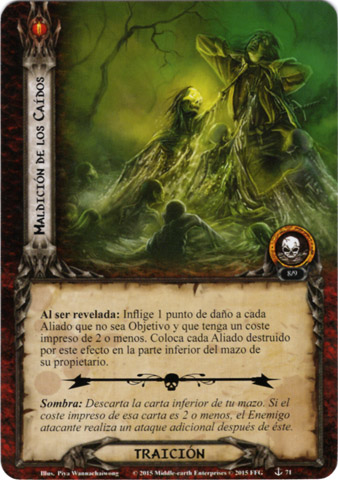 MALDICIÓN DE LOS CAÍDOS
8/9
Al ser revelada: Inflige 1 punto de daño a cada
Aliado que no sea Objetivo y que tenga un coste
impreso de 2 o menos. Coloca cada Aliado destruido
por este efecto en la parte inferior del mazo de
su propietario.
Sombra: Descarta la carta inferior de tu mazo. Si el
coste impreso de esa carta es 2 o menos, el Enemigo
atacante realiza un ataque adicional después de éste.
TRAICIÓN
Illus. Piya Wannachaiwong © 2015 Middle-earth Enterprises © 2015 FFG 71